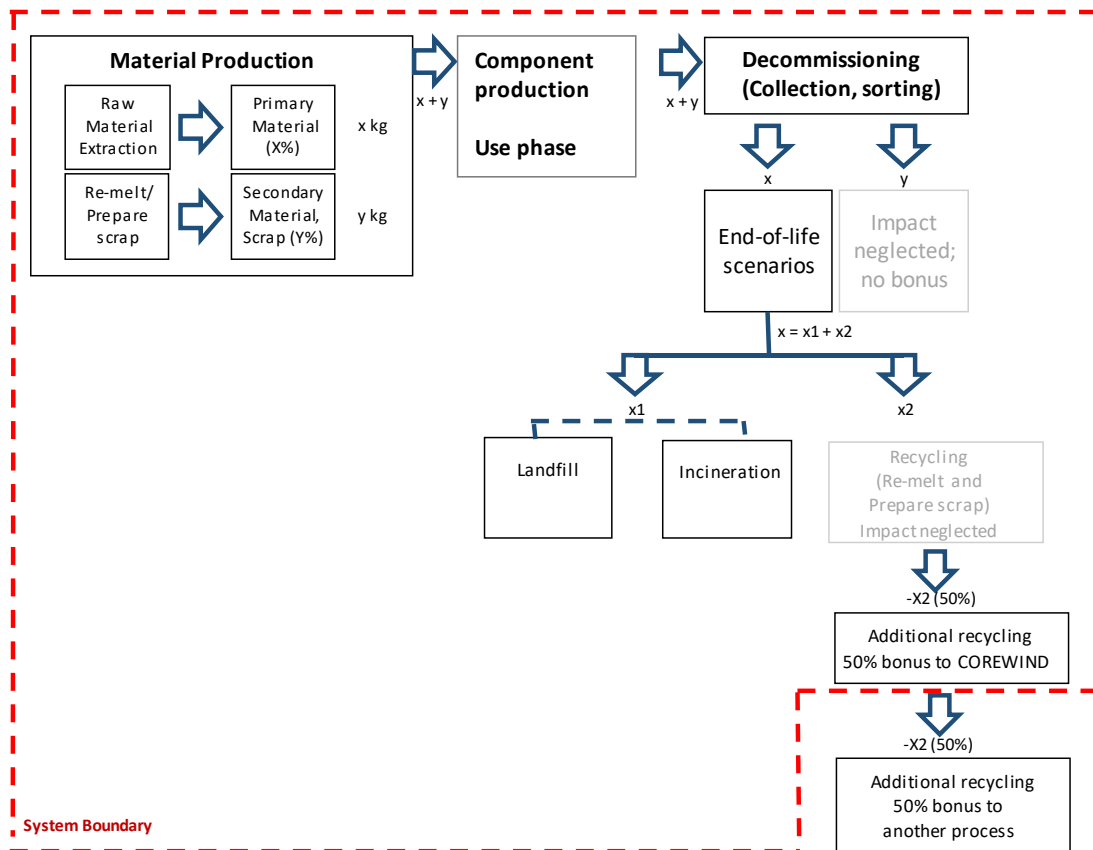 Material Production
Raw
Material
Extraction
Primary
Material
(X%)
x kg
Re-melt/
Prepare
scrap
Secondary
Material,
Scrap (Y%)
y kg
x + y
Component
production
Use phase
x + y
Decommissioning
(Collection, sorting)
x
y
End-of-life
scenarios
Impact
neglected;
no bonus
x = x1 + x2
x1
x2
Landfill
Incineration
Recycling
(Re-melt and
Prepare scrap)
Impact neglected
-X2 (50%)
Additional recycling
50% bonus to COREWIND
-X2 (50%)
Additional recycling
50% bonus to
another process
System Boundary